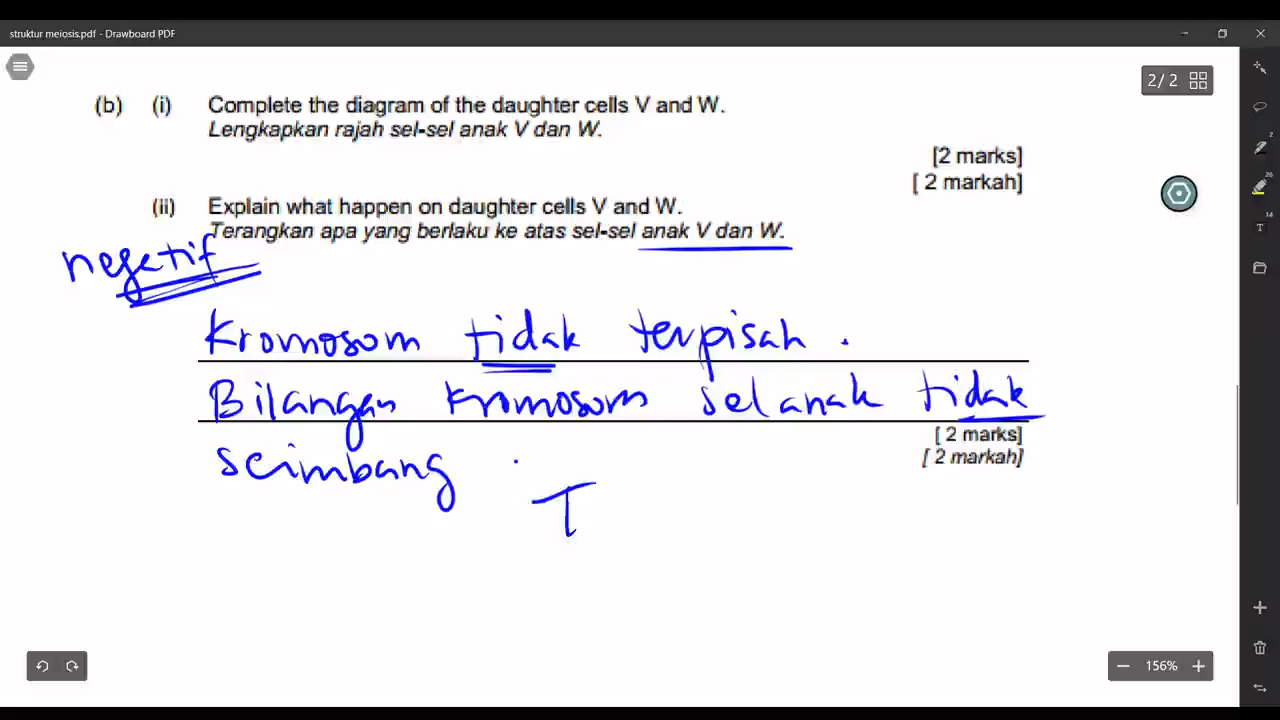 struktur meiosis.pdf - Drawboard PDF
2/ 2
(b) (i) Complete the diagram of the daughter cells V and W.
Lengkapkan rajah sel-sel anak V dan W.
[2 marks]
[ 2 markah]
(ii) Explain what happen on daughter cells V and W.
Terangkan apa yang berlaku ke atas sel-sel anak V dan W.
negetif
Kromosom tidak terpisah .
Bilangan kromosom sel anak tidak
[ 2 marks]
[ 2 markah]
seimbang .
T
2
26
14
T
156%